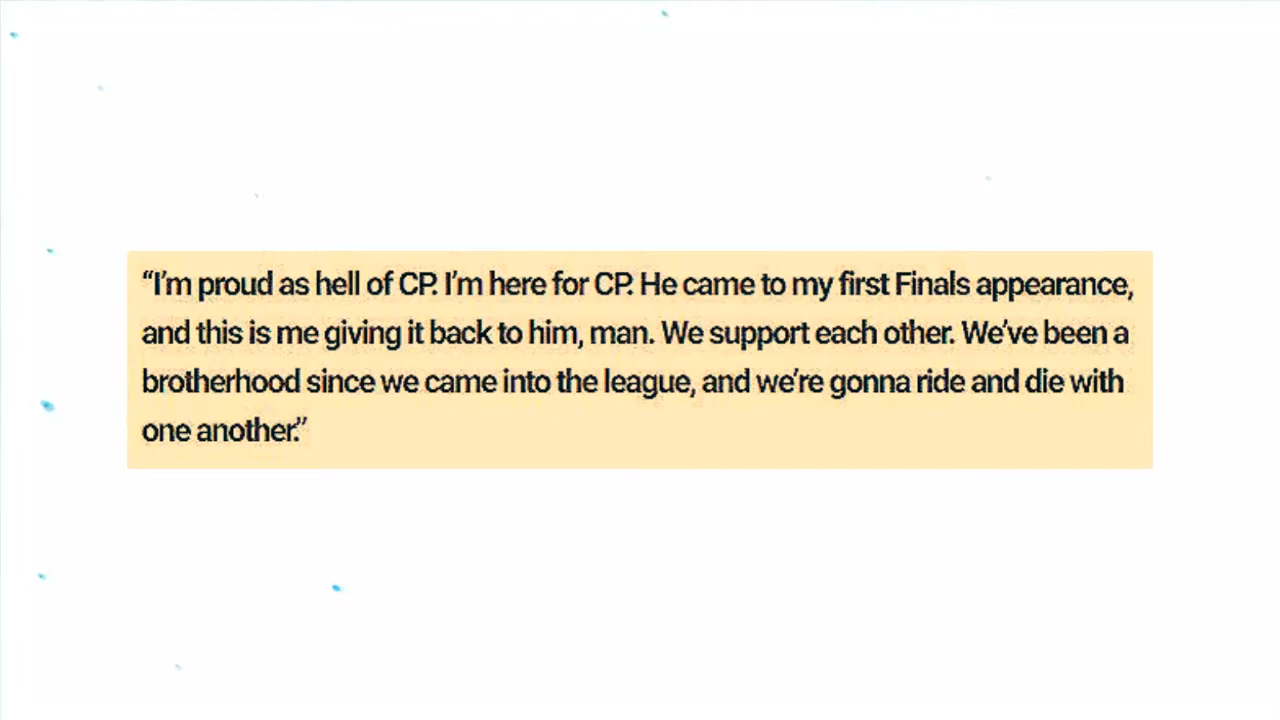 “I’m proud as hell of CP. I’m here for CP. He came to my first Finals appearance,
and this is me giving it back to him, man. We support each other. We’ve been a
brotherhood since we came into the league, and we’re gonna ride and die with
one another.”